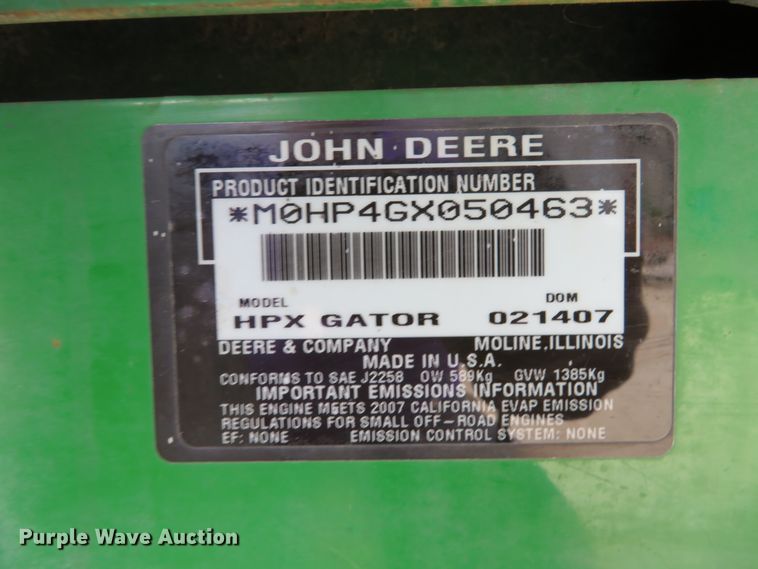 JOHN DEERE
PRODUCT IDENTIFICATION NUMBER
*M0HP4GX050463*
MODEL DOM
HPX GATOR 021407
DEERE & COMPANY MOLINE, ILLINOIS
MADE IN U.S.A.
CONFORMS TO SAE J2258 OW 589Kg GVW 1385Kg
IMPORTANT EMISSIONS INFORMATION
THIS ENGINE MEETS 2007 CALIFORNIA EVAP EMISSION
REGULATIONS FOR SMALL OFF-ROAD ENGINES
EF: NONE EMISSION CONTROL SYSTEM: NONE
Purple Wave Auction